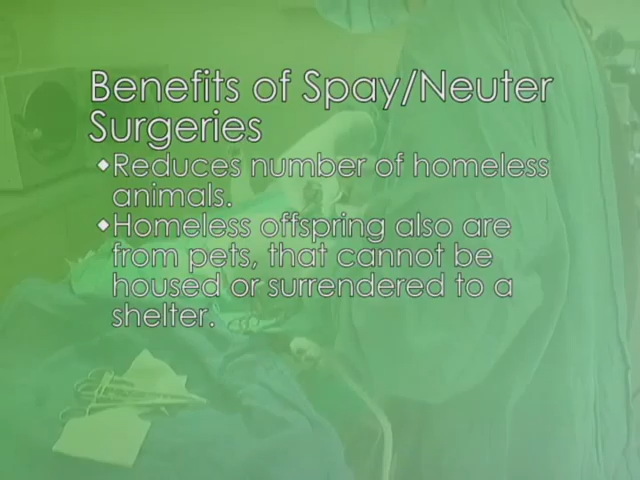 Benefits of Spay/Neuter
Surgeries
◆Reduces number of homeless
animals.
◆Homeless offspring also are
from pets, that cannot be
housed or surrendered to a
shelter.